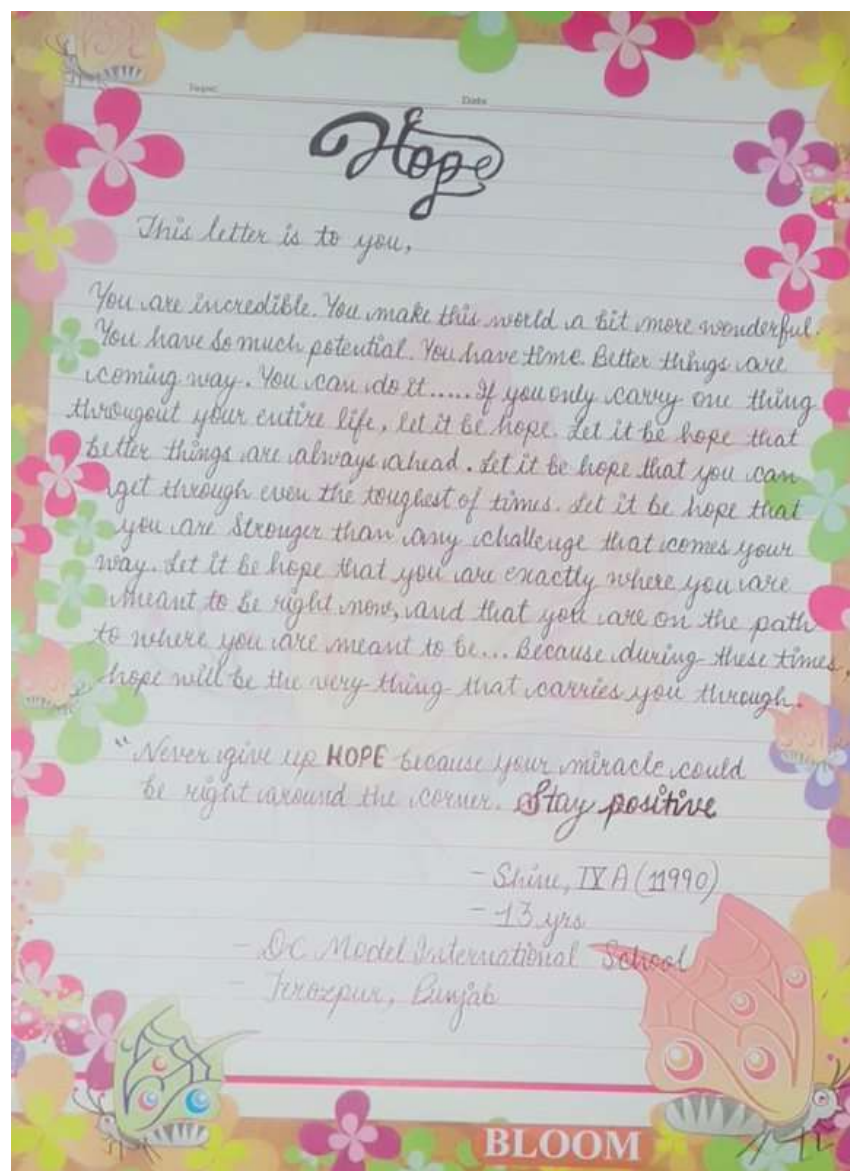 Topic
Date
Hope
This letter is to you,
You are incredible. You make this world a bit more wonderful.
You have so much potential. You have time. Better things are
coming way. You can do it..... If you only carry one thing
througout your entire life, let it be hope. Let it be hope that
better things are always ahead. Let it be hope that you can
get through even the toughest of times. Let it be hope that
you are stronger than any challenge that comes your
way. Let it be hope that you are exactly where you are
meant to be right now, and that you are on the path
to where you are meant to be... Because during these times,
hope will be the very thing that carries you through.
"Never give up HOPE because your miracle could
be right around the corner. Stay positive
- Shine, IX A (11990)
- 13 yrs
- DC Model International School
- Ferozpur, Punjab
BLOOM